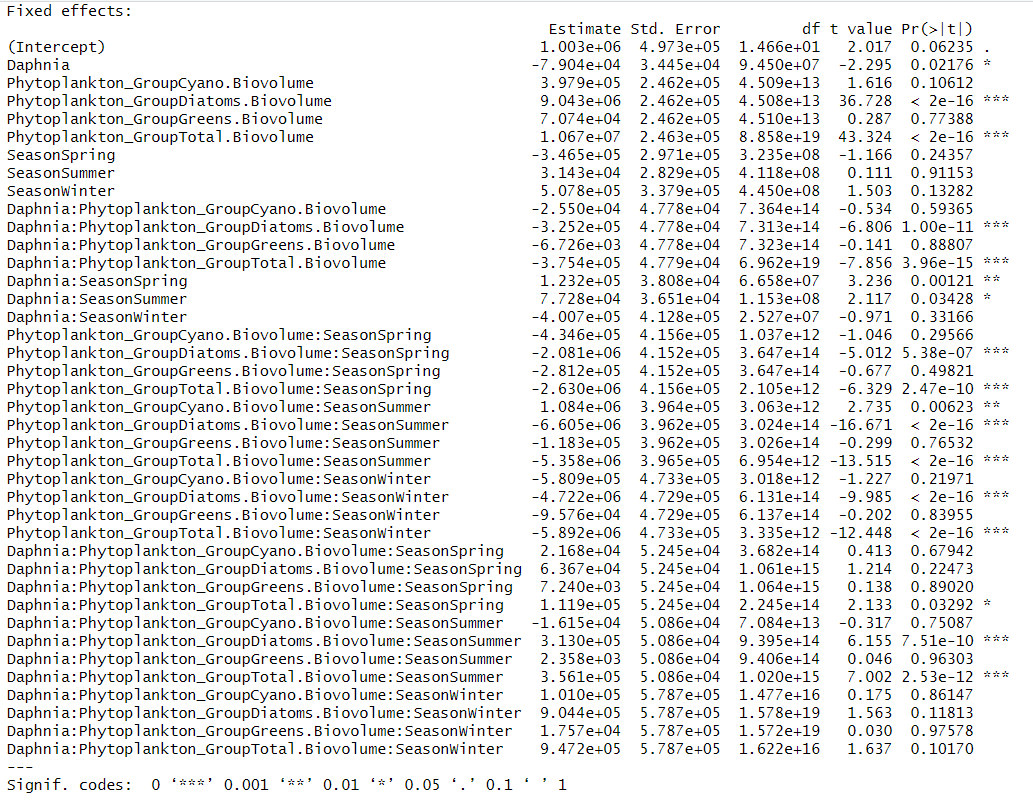 Fixed effects:
Estimate Std. Error df t value Pr(>|t|)
(Intercept) 1.003e+06 4.973e+05 1.466e+01 2.017 0.06235 .
Daphnia -7.904e+04 3.445e+04 9.450e+07 -2.295 0.02176 *
Phytoplankton_GroupCyano.Biovolume 3.979e+05 2.462e+05 4.509e+13 1.616 0.10612
Phytoplankton_GroupDiatoms.Biovolume 9.043e+06 2.462e+05 4.508e+13 36.728 < 2e-16 ***
Phytoplankton_GroupGreens.Biovolume 7.074e+04 2.462e+05 4.510e+13 0.287 0.77388
Phytoplankton_GroupTotal.Biovolume 1.067e+07 2.463e+05 8.858e+19 43.324 < 2e-16 ***
SeasonSpring -3.465e+05 2.971e+05 3.235e+08 -1.166 0.24357
SeasonSummer 3.143e+04 2.829e+05 4.118e+08 0.111 0.91153
SeasonWinter 5.078e+05 3.379e+05 4.450e+08 1.503 0.13282
Daphnia:Phytoplankton_GroupCyano.Biovolume -2.550e+04 4.778e+04 7.364e+14 -0.534 0.59365
Daphnia:Phytoplankton_GroupDiatoms.Biovolume -3.252e+05 4.778e+04 7.313e+14 -6.806 1.00e-11 ***
Daphnia:Phytoplankton_GroupGreens.Biovolume -6.726e+03 4.778e+04 7.323e+14 -0.141 0.88807
Daphnia:Phytoplankton_GroupTotal.Biovolume -3.754e+05 4.779e+04 6.962e+19 -7.856 3.96e-15 ***
Daphnia:SeasonSpring 1.232e+05 3.808e+04 6.658e+07 3.236 0.00121 **
Daphnia:SeasonSummer 7.728e+04 3.651e+04 1.153e+08 2.117 0.03428 *
Daphnia:SeasonWinter -4.007e+05 4.128e+05 2.527e+07 -0.971 0.33166
Phytoplankton_GroupCyano.Biovolume:SeasonSpring -4.346e+05 4.156e+05 1.037e+12 -1.046 0.29566
Phytoplankton_GroupDiatoms.Biovolume:SeasonSpring -2.081e+06 4.152e+05 3.647e+14 -5.012 5.38e-07 ***
Phytoplankton_GroupGreens.Biovolume:SeasonSpring -2.812e+05 4.152e+05 3.647e+14 -0.677 0.49821
Phytoplankton_GroupTotal.Biovolume:SeasonSpring -2.630e+06 4.156e+05 2.105e+12 -6.329 2.47e-10 ***
Phytoplankton_GroupCyano.Biovolume:SeasonSummer 1.084e+06 3.964e+05 3.063e+12 2.735 0.00623 **
Phytoplankton_GroupDiatoms.Biovolume:SeasonSummer -6.605e+06 3.962e+05 3.024e+14 -16.671 < 2e-16 ***
Phytoplankton_GroupGreens.Biovolume:SeasonSummer -1.183e+05 3.962e+05 3.026e+14 -0.299 0.76532
Phytoplankton_GroupTotal.Biovolume:SeasonSummer -5.358e+06 3.965e+05 6.954e+12 -13.515 < 2e-16 ***
Phytoplankton_GroupCyano.Biovolume:SeasonWinter -5.809e+05 4.733e+05 3.018e+12 -1.227 0.21971
Phytoplankton_GroupDiatoms.Biovolume:SeasonWinter -4.722e+06 4.729e+05 6.131e+14 -9.985 < 2e-16 ***
Phytoplankton_GroupGreens.Biovolume:SeasonWinter -9.576e+04 4.729e+05 6.137e+14 -0.202 0.83955
Phytoplankton_GroupTotal.Biovolume:SeasonWinter -5.892e+06 4.733e+05 3.335e+12 -12.448 < 2e-16 ***
Daphnia:Phytoplankton_GroupCyano.Biovolume:SeasonSpring 2.168e+04 5.245e+04 3.682e+14 0.413 0.67942
Daphnia:Phytoplankton_GroupDiatoms.Biovolume:SeasonSpring 6.367e+04 5.245e+04 1.061e+15 1.214 0.22473
Daphnia:Phytoplankton_GroupGreens.Biovolume:SeasonSpring 7.240e+03 5.245e+04 1.064e+15 0.138 0.89020
Daphnia:Phytoplankton_GroupTotal.Biovolume:SeasonSpring 1.119e+05 5.245e+04 2.245e+14 2.133 0.03292 *
Daphnia:Phytoplankton_GroupCyano.Biovolume:SeasonSummer -1.615e+04 5.086e+04 7.084e+13 -0.317 0.75087
Daphnia:Phytoplankton_GroupDiatoms.Biovolume:SeasonSummer 3.130e+05 5.086e+04 9.395e+14 6.155 7.51e-10 ***
Daphnia:Phytoplankton_GroupGreens.Biovolume:SeasonSummer 2.358e+03 5.086e+04 9.406e+14 0.046 0.96303
Daphnia:Phytoplankton_GroupTotal.Biovolume:SeasonSummer 3.561e+05 5.086e+04 1.020e+15 7.002 2.53e-12 ***
Daphnia:Phytoplankton_GroupCyano.Biovolume:SeasonWinter 1.010e+05 5.787e+05 1.477e+16 0.175 0.86147
Daphnia:Phytoplankton_GroupDiatoms.Biovolume:SeasonWinter 9.044e+05 5.787e+05 1.578e+19 1.563 0.11813
Daphnia:Phytoplankton_GroupGreens.Biovolume:SeasonWinter 1.757e+04 5.787e+05 1.572e+19 0.030 0.97578
Daphnia:Phytoplankton_GroupTotal.Biovolume:SeasonWinter 9.472e+05 5.787e+05 1.622e+16 1.637 0.10170
---
Signif. codes: 0 ‘***’ 0.001 ‘**’ 0.01 ‘*’ 0.05 ‘.’ 0.1 ‘ ’ 1